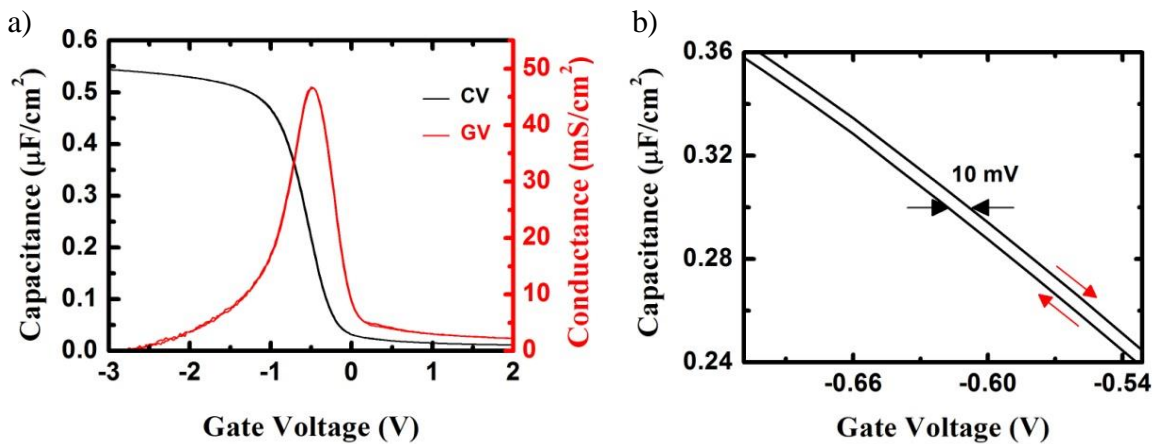 a)
0.6
0.5
0.4
0.3
0.2
0.1
0.0
Capacitance (μF/cm²)
-3 -2 -1 0 1 2
Gate Voltage (V)
50
40
30
20
10
0
Conductance (mS/cm²)
CV
GV
b)
0.36
0.32
0.28
0.24
Capacitance (μF/cm²)
10 mV
-0.66 -0.60 -0.54
Gate Voltage (V)